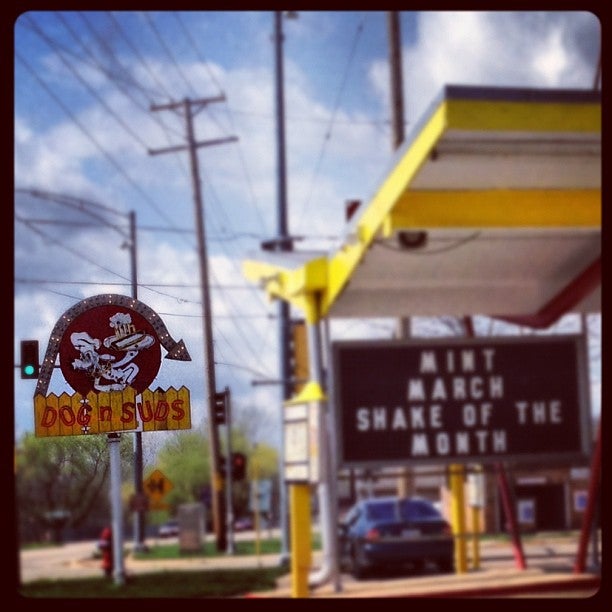 DOG n SUDS
MINT
MARCH
SHAKE OF THE
MONTH